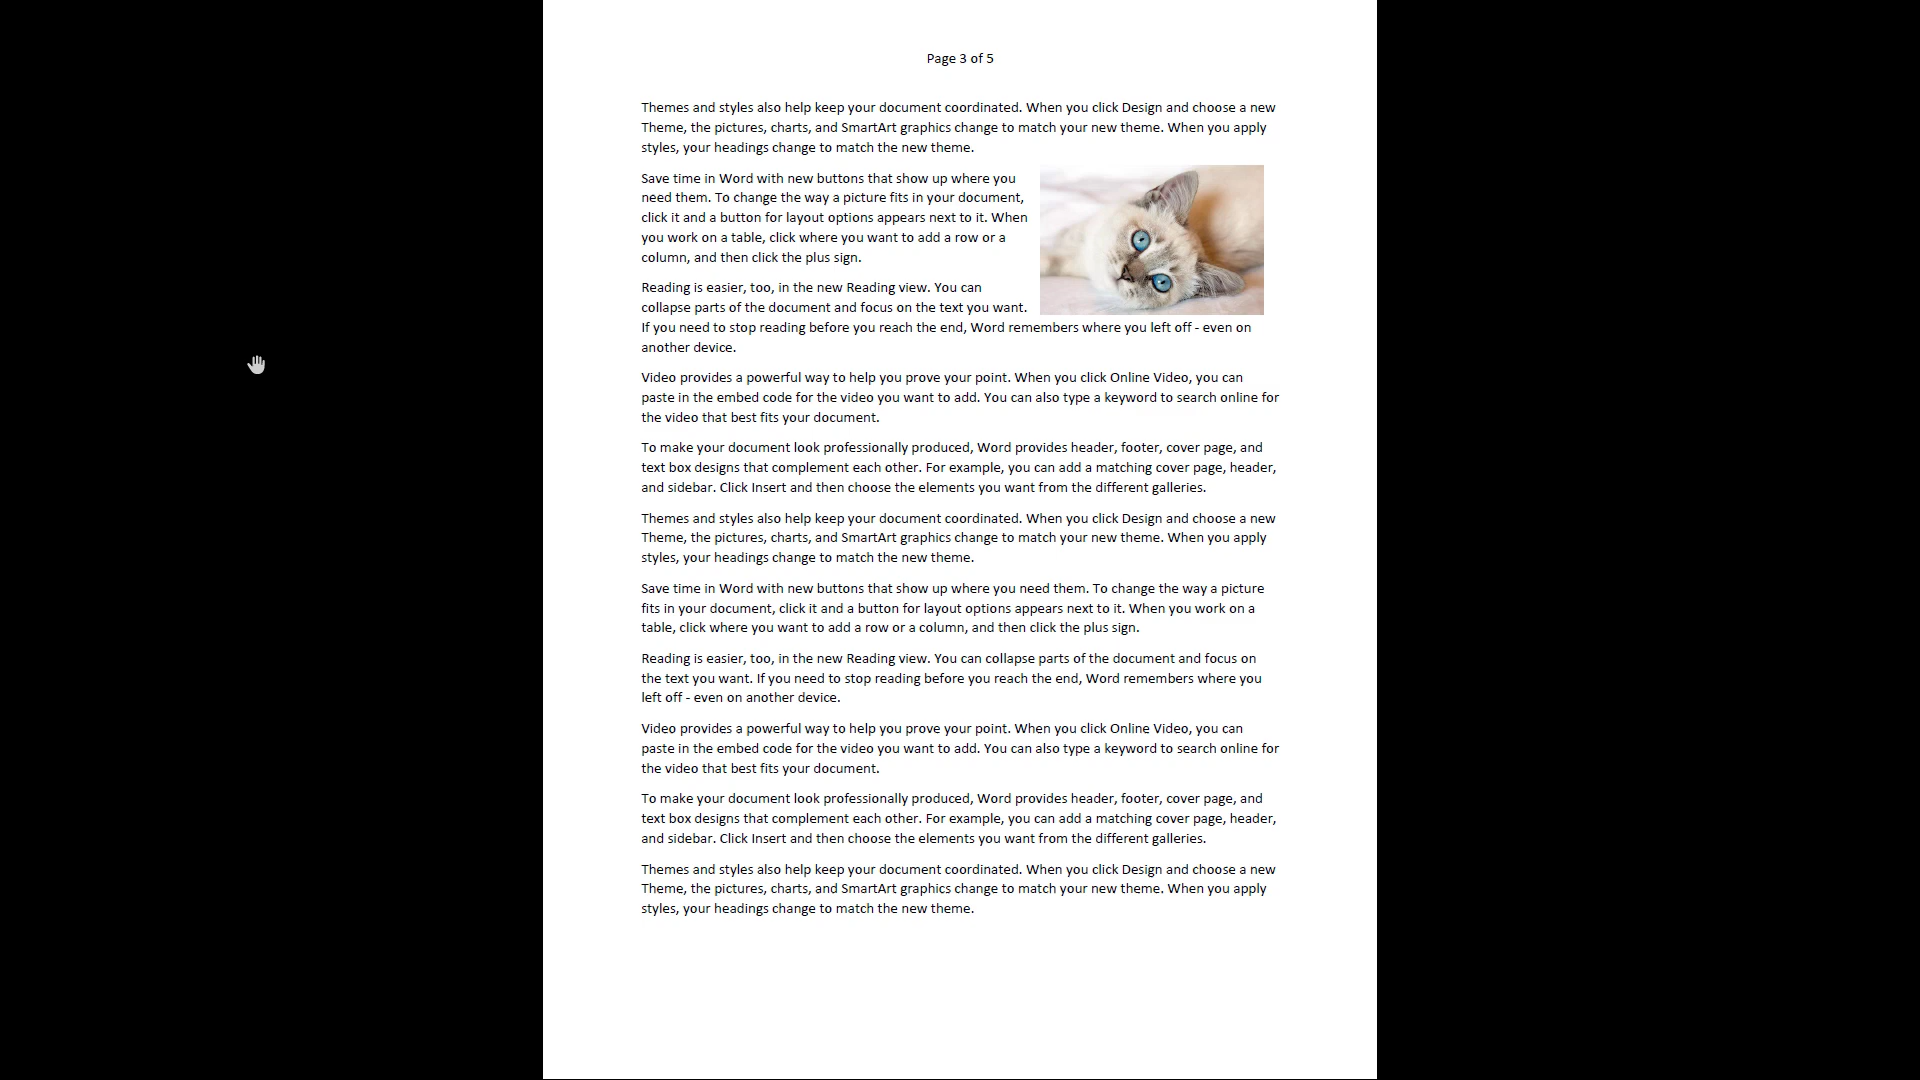 Page 3 of 5
Themes and styles also help keep your document coordinated. When you click Design and choose a new
Theme, the pictures, charts, and SmartArt graphics change to match your new theme. When you apply
styles, your headings change to match the new theme.
Save time in Word with new buttons that show up where you
need them. To change the way a picture fits in your document,
click it and a button for layout options appears next to it. When
you work on a table, click where you want to add a row or a
column, and then click the plus sign.
Reading is easier, too, in the new Reading view. You can
collapse parts of the document and focus on the text you want.
If you need to stop reading before you reach the end, Word remembers where you left off - even on
another device.
Video provides a powerful way to help you prove your point. When you click Online Video, you can
paste in the embed code for the video you want to add. You can also type a keyword to search online for
the video that best fits your document.
To make your document look professionally produced, Word provides header, footer, cover page, and
text box designs that complement each other. For example, you can add a matching cover page, header,
and sidebar. Click Insert and then choose the elements you want from the different galleries.
Themes and styles also help keep your document coordinated. When you click Design and choose a new
Theme, the pictures, charts, and SmartArt graphics change to match your new theme. When you apply
styles, your headings change to match the new theme.
Save time in Word with new buttons that show up where you need them. To change the way a picture
fits in your document, click it and a button for layout options appears next to it. When you work on a
table, click where you want to add a row or a column, and then click the plus sign.
Reading is easier, too, in the new Reading view. You can collapse parts of the document and focus on
the text you want. If you need to stop reading before you reach the end, Word remembers where you
left off - even on another device.
Video provides a powerful way to help you prove your point. When you click Online Video, you can
paste in the embed code for the video you want to add. You can also type a keyword to search online for
the video that best fits your document.
To make your document look professionally produced, Word provides header, footer, cover page, and
text box designs that complement each other. For example, you can add a matching cover page, header,
and sidebar. Click Insert and then choose the elements you want from the different galleries.
Themes and styles also help keep your document coordinated. When you click Design and choose a new
Theme, the pictures, charts, and SmartArt graphics change to match your new theme. When you apply
styles, your headings change to match the new theme.